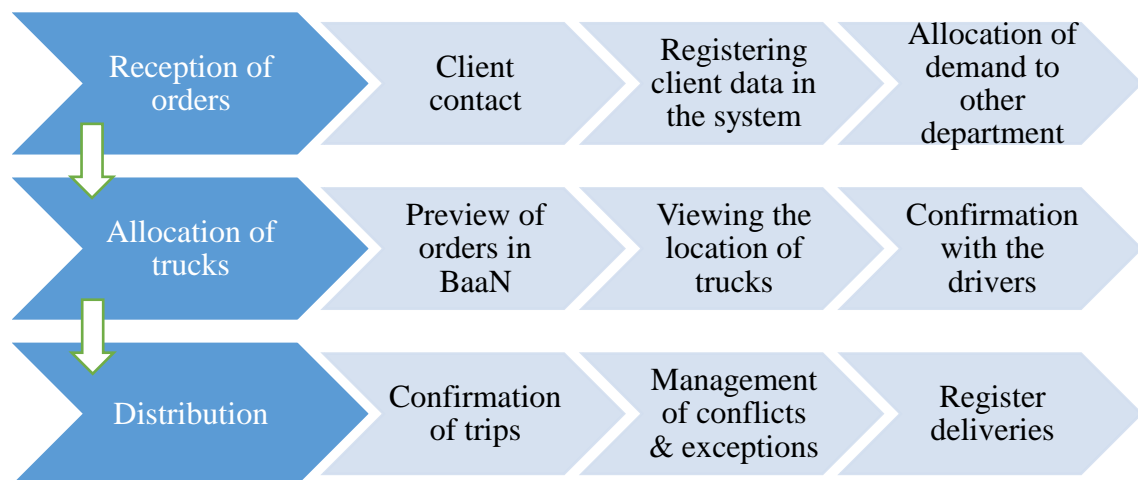 Reception of
orders
Client
contact
Registering
client data in
the system
Allocation of
demand to
other
department
Allocation of
trucks
Preview of
orders in
BaaN
Viewing the
location of
trucks
Confirmation
with the
drivers
Distribution
Confirmation
of trips
Management
of conflicts
& exceptions
Register
deliveries